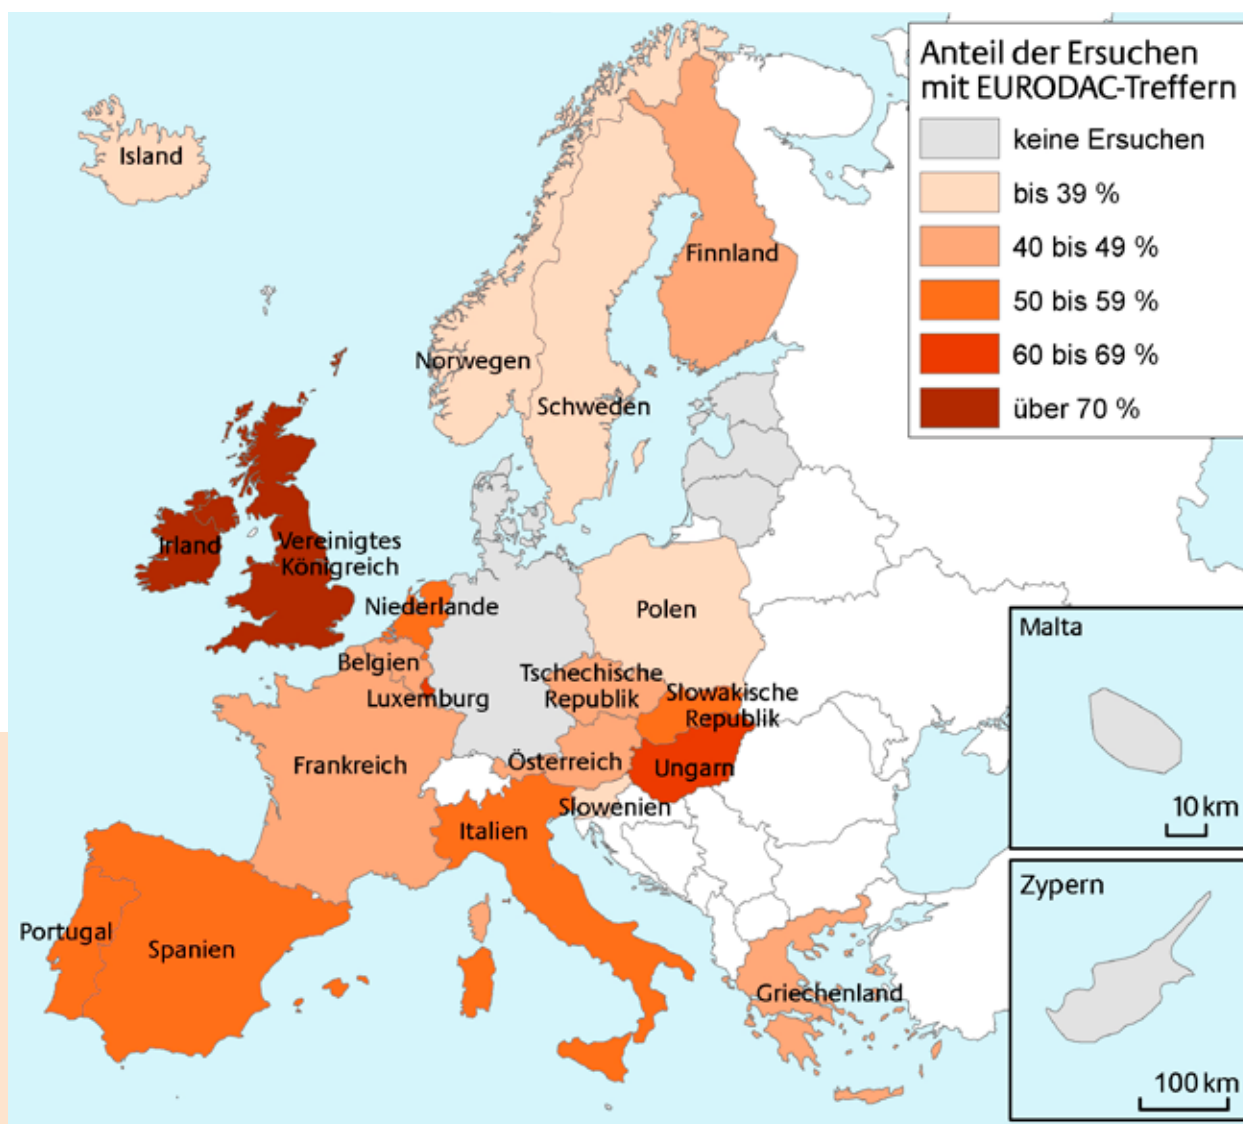 Anteil der Ersuchen
mit EURODAC-Treffern
keine Ersuchen
bis 39 %
40 bis 49 %
50 bis 59 %
60 bis 69 %
über 70 %
Island
Finnland
Norwegen
Schweden
Irland
Vereinigtes
Königreich
Niederlande
Polen
Belgien
Tschechische
Republik
Luxemburg
Slowakische
Republik
Frankreich
Österreich
Ungarn
Slowenien
Italien
Portugal
Spanien
Griechenland
Malta
10 km
Zypern
100 km